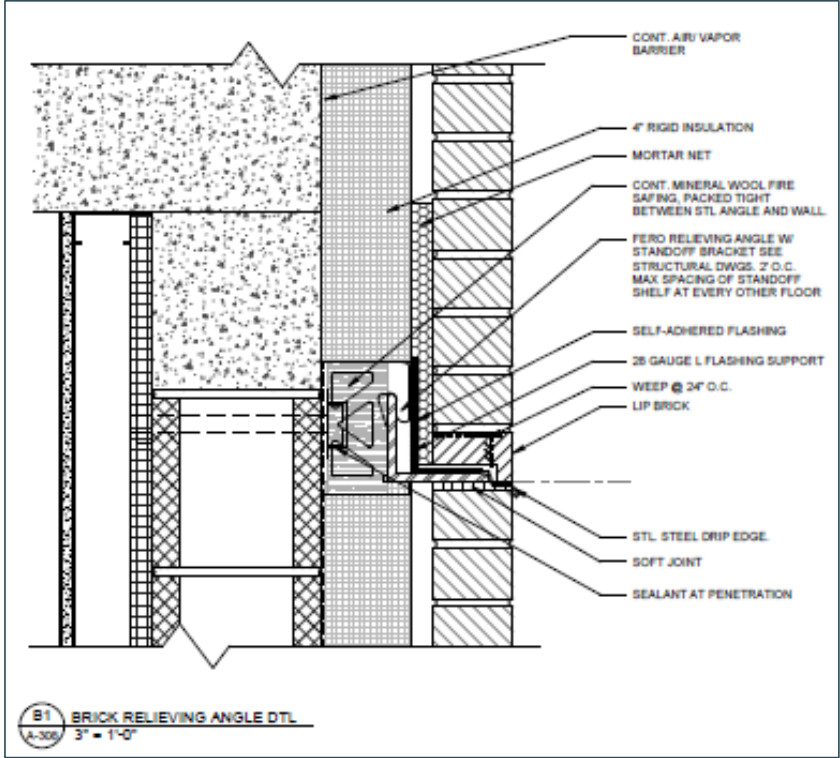 CONT. AIR/ VAPOR
BARRIER
4" RIGID INSULATION
MORTAR NET
CONT. MINERAL WOOL FIRE
SAFING, PACKED TIGHT
BETWEEN STL ANGLE AND WALL.
FERO RELIEVING ANGLE W/
STANDOFF BRACKET SEE
STRUCTURAL DWGS. 2' O.C.
MAX SPACING OF STANDOFF
SHELF AT EVERY OTHER FLOOR
SELF-ADHERED FLASHING
28 GAUGE L FLASHING SUPPORT
WEEP @ 24" O.C.
LIP BRICK
STL. STEEL DRIP EDGE.
SOFT JOINT
SEALANT AT PENETRATION
B1 BRICK RELIEVING ANGLE DTL
A-308 3" = 1'-0"